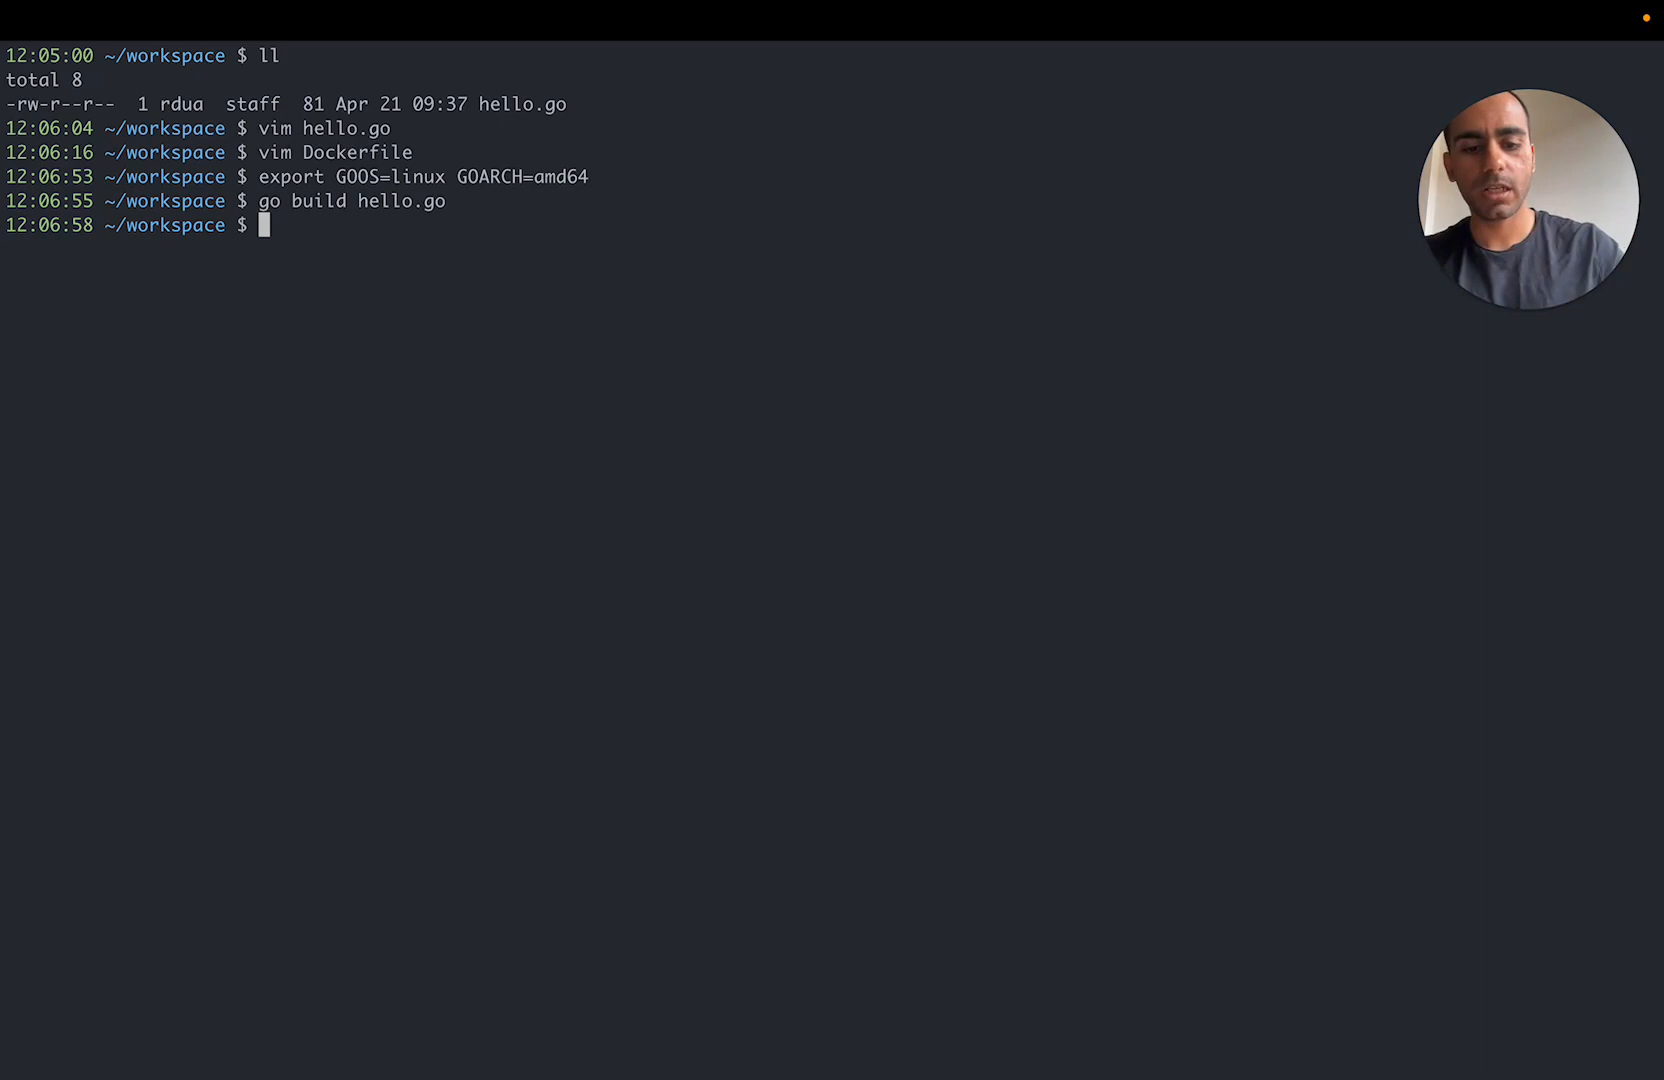 12:05:00 ~/workspace $ ll
total 8
-rw-r--r--  1 rdua  staff  81 Apr 21 09:37 hello.go
12:06:04 ~/workspace $ vim hello.go
12:06:16 ~/workspace $ vim Dockerfile
12:06:53 ~/workspace $ export GOOS=linux GOARCH=amd64
12:06:55 ~/workspace $ go build hello.go
12:06:58 ~/workspace $